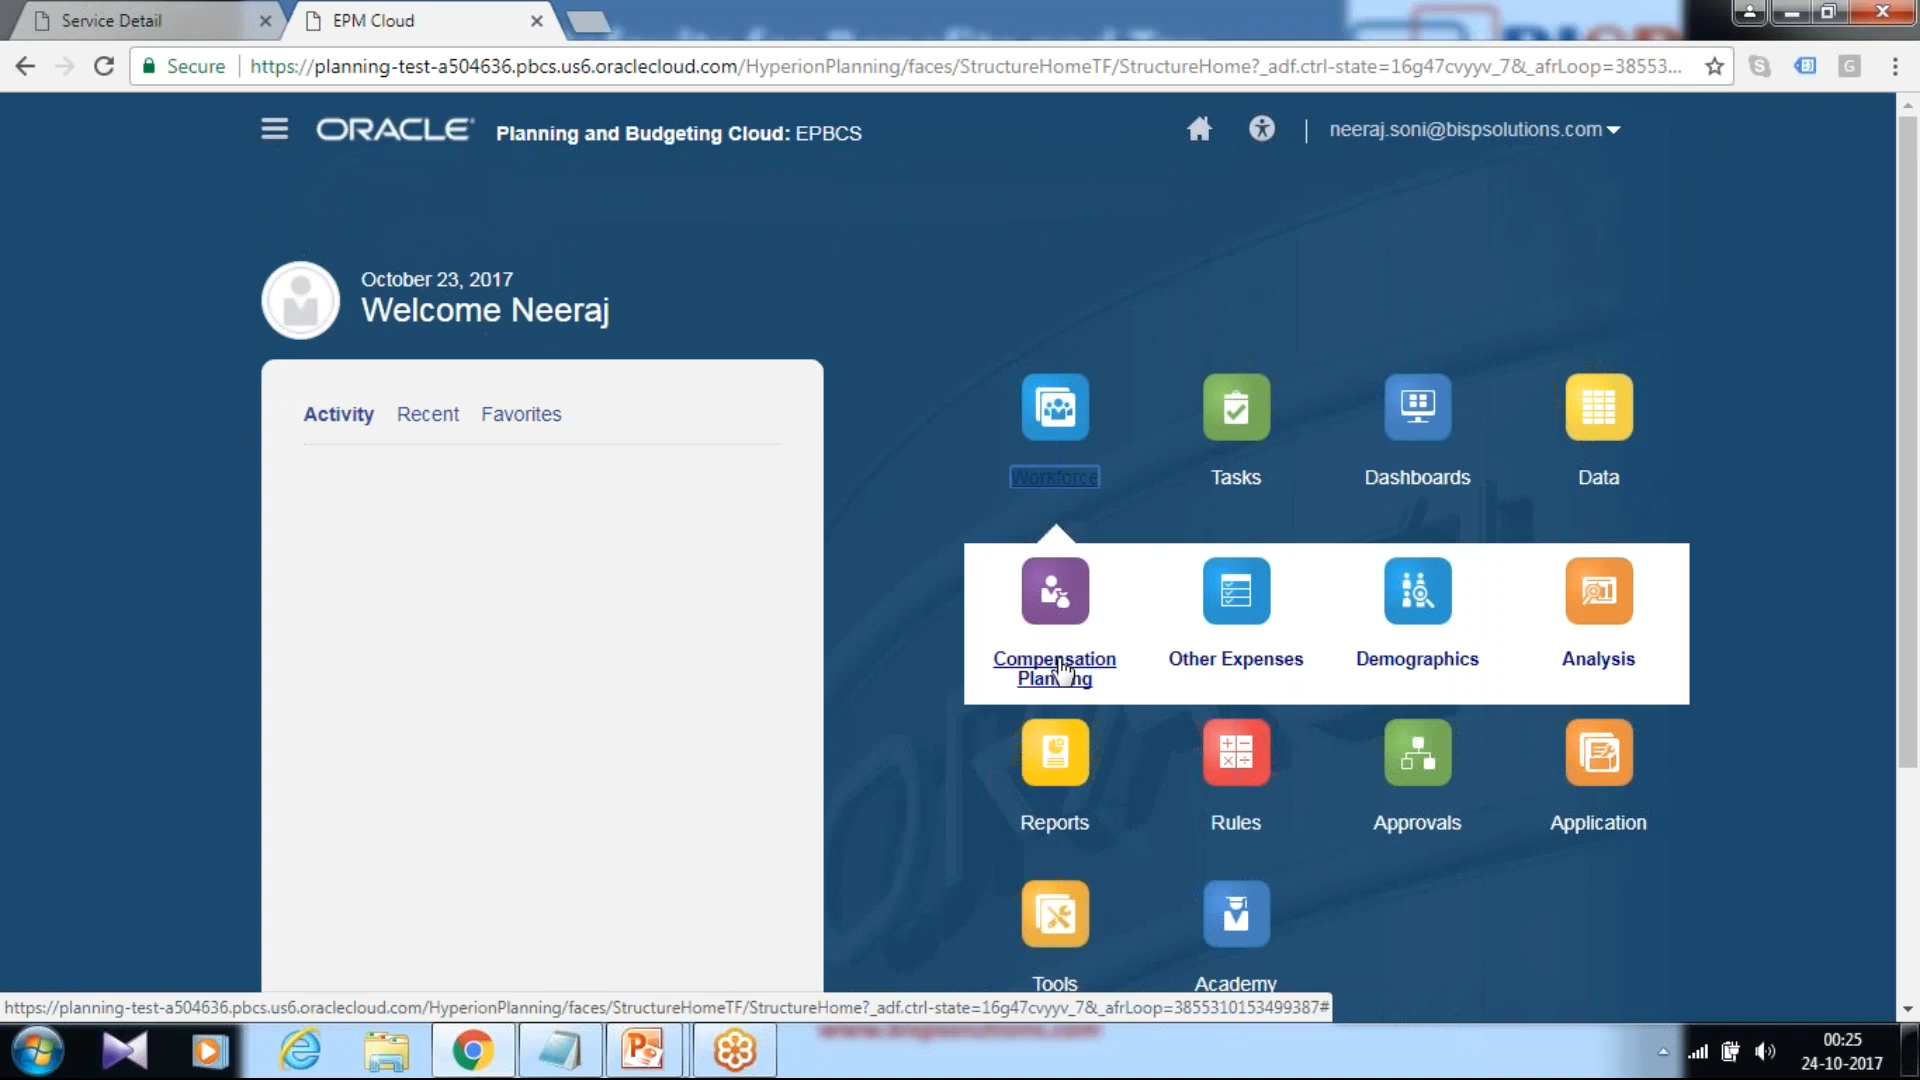 Service Detail
EPM Cloud
Secure
https://planning-test-a504636.pbcs.us6.oraclecloud.com/HyperionPlanning/faces/StructureHomeTF/StructureHome?_adf.ctrl-state=16g47cvyyv_7&_afrLoop=38553...
ORACLE
Planning and Budgeting Cloud: EPBCS
neeraj.soni@bispsolutions.com
October 23, 2017
Welcome Neeraj
Activity Recent Favorites
Workforce Tasks Dashboards Data
Compensation Planning
Other Expenses
Demographics
Analysis
Reports Rules Approvals Application
Tools Academy
https://planning-test-a504636.pbcs.us6.oraclecloud.com/HyperionPlanning/faces/StructureHomeTF/StructureHome?_adf.ctrl-state=16g47cvyyv_7&_afrLoop=3855310153499387#
www.bispsolutions.com
00:25
24-10-2017